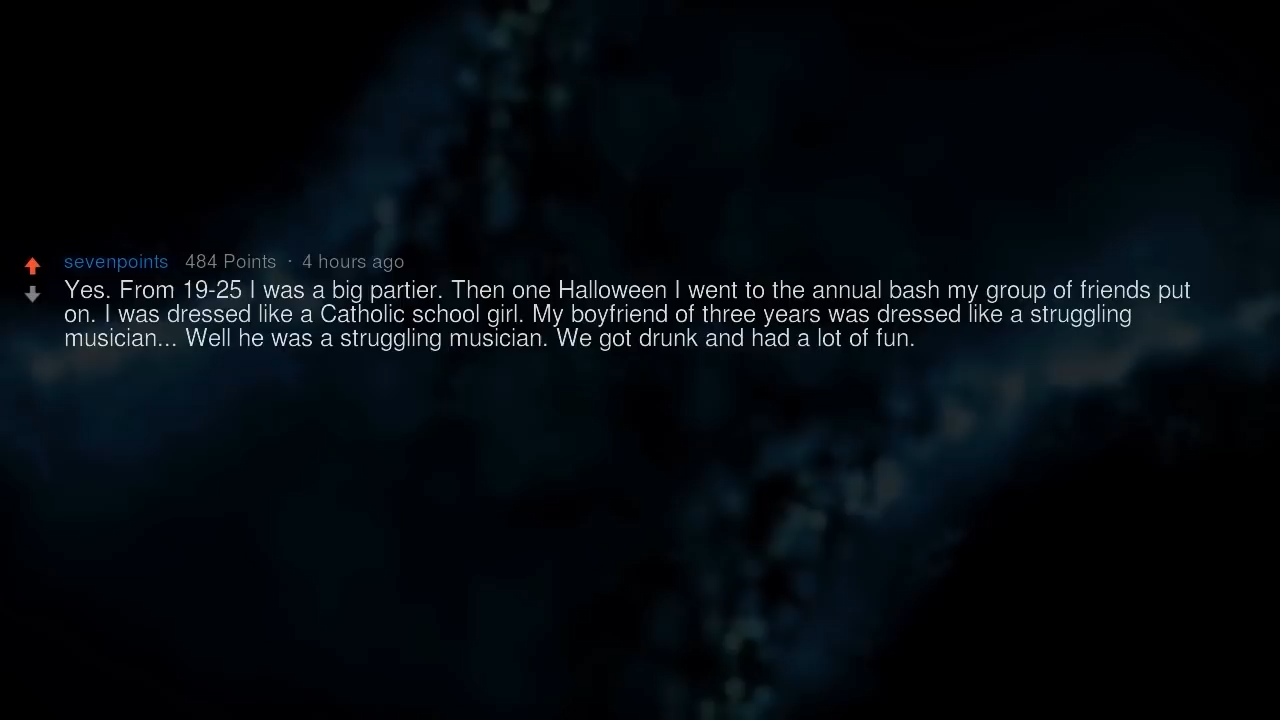 sevenpoints 484 Points · 4 hours ago
Yes. From 19-25 I was a big partier. Then one Halloween I went to the annual bash my group of friends put
on. I was dressed like a Catholic school girl. My boyfriend of three years was dressed like a struggling
musician... Well he was a struggling musician. We got drunk and had a lot of fun.